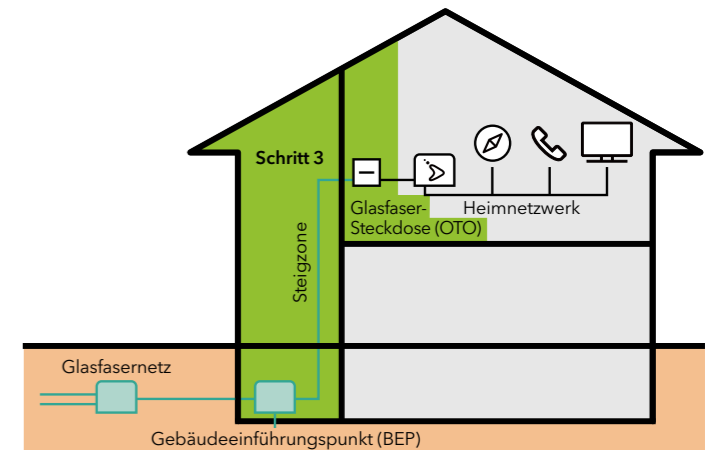 Schritt 3
Glasfaser-
Steckdose (OTO)
Heimnetzwerk
Steigzone
Glasfasernetz
Gebäudeeinführungspunkt (BEP)